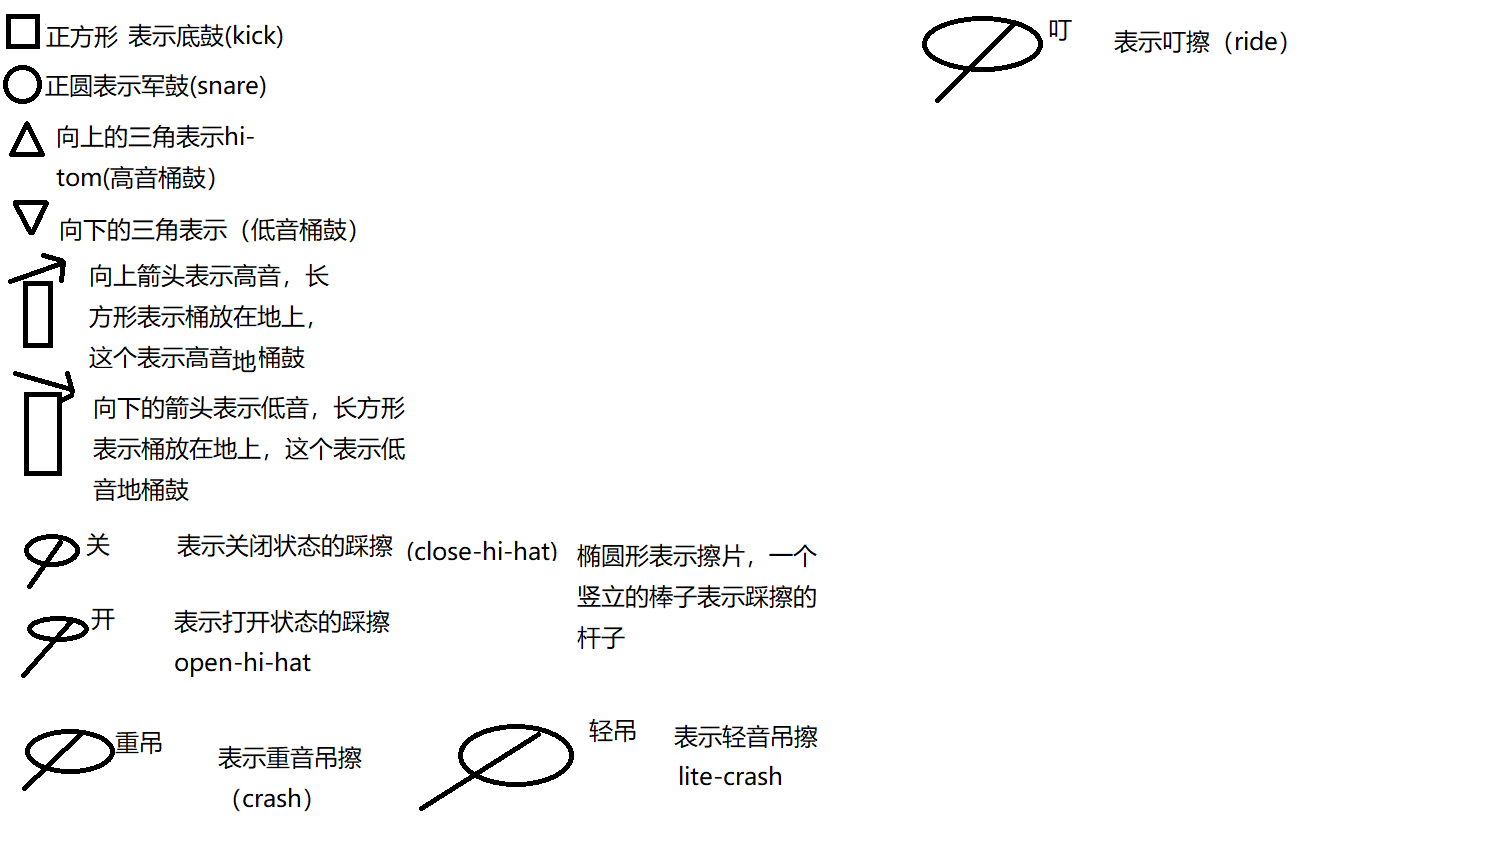 正方形 表示底鼓(kick)
正圆表示军鼓(snare)
向上的三角表示hi-
tom(高音桶鼓）
向下的三角表示（低音桶鼓）
向上箭头表示高音，长
方形表示桶放在地上，
这个表示高音地桶鼓
向下的箭头表示低音，长方形
表示桶放在地上，这个表示低
音地桶鼓
关 表示关闭状态的踩擦 (close-hi-hat)
椭圆形表示擦片，一个
竖立的棒子表示踩擦的
杆子
开 表示打开状态的踩擦
open-hi-hat
重吊 表示重音吊擦
（crash）
轻吊 表示轻音吊擦
lite-crash
叮 表示叮擦（ride）